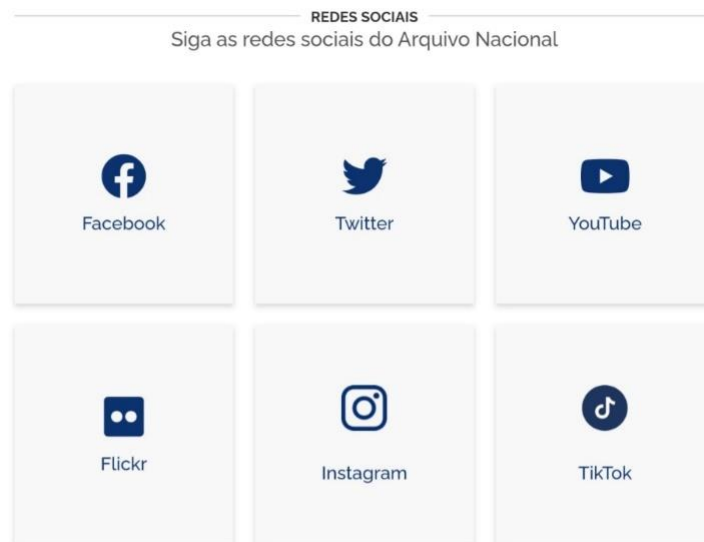 REDES SOCIAIS
Siga as redes sociais do Arquivo Nacional
Facebook
Twitter
YouTube
Flickr
Instagram
TikTok